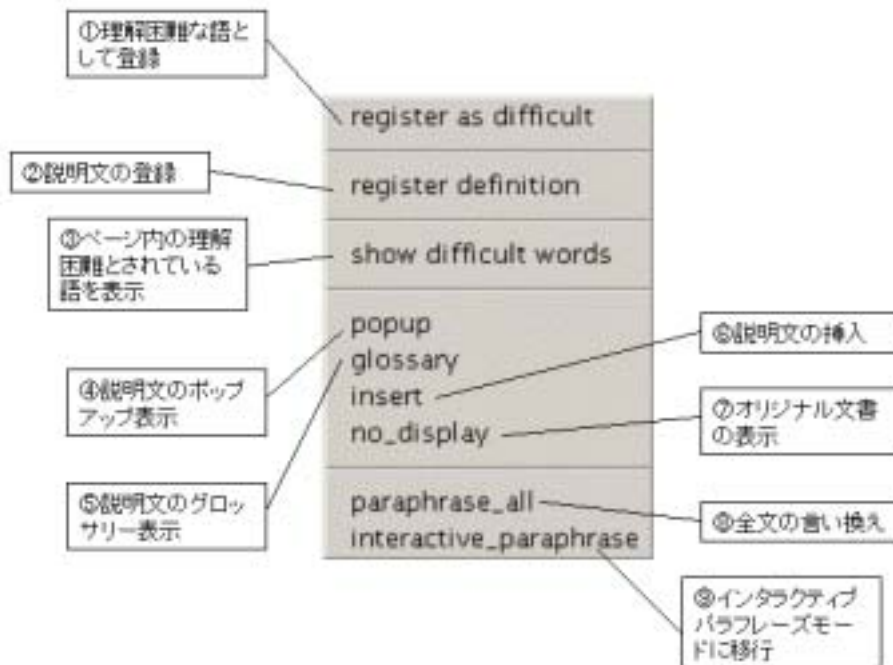 ①理解困難な語と
して登録
register as difficult
②説明文の登録
register definition
③ページ内の理解
困難とされている
語を表示
show difficult words
popup
glossary
insert
no_display
④説明文のポップ
アップ表示
⑤説明文のグロッ
サリー表示
⑥説明文の挿入
⑦オリジナル文書
の表示
paraphrase_all
interactive_paraphrase
⑧全文の言い換え
⑨インタラクティブ
パラフレーズモー
ドに移行